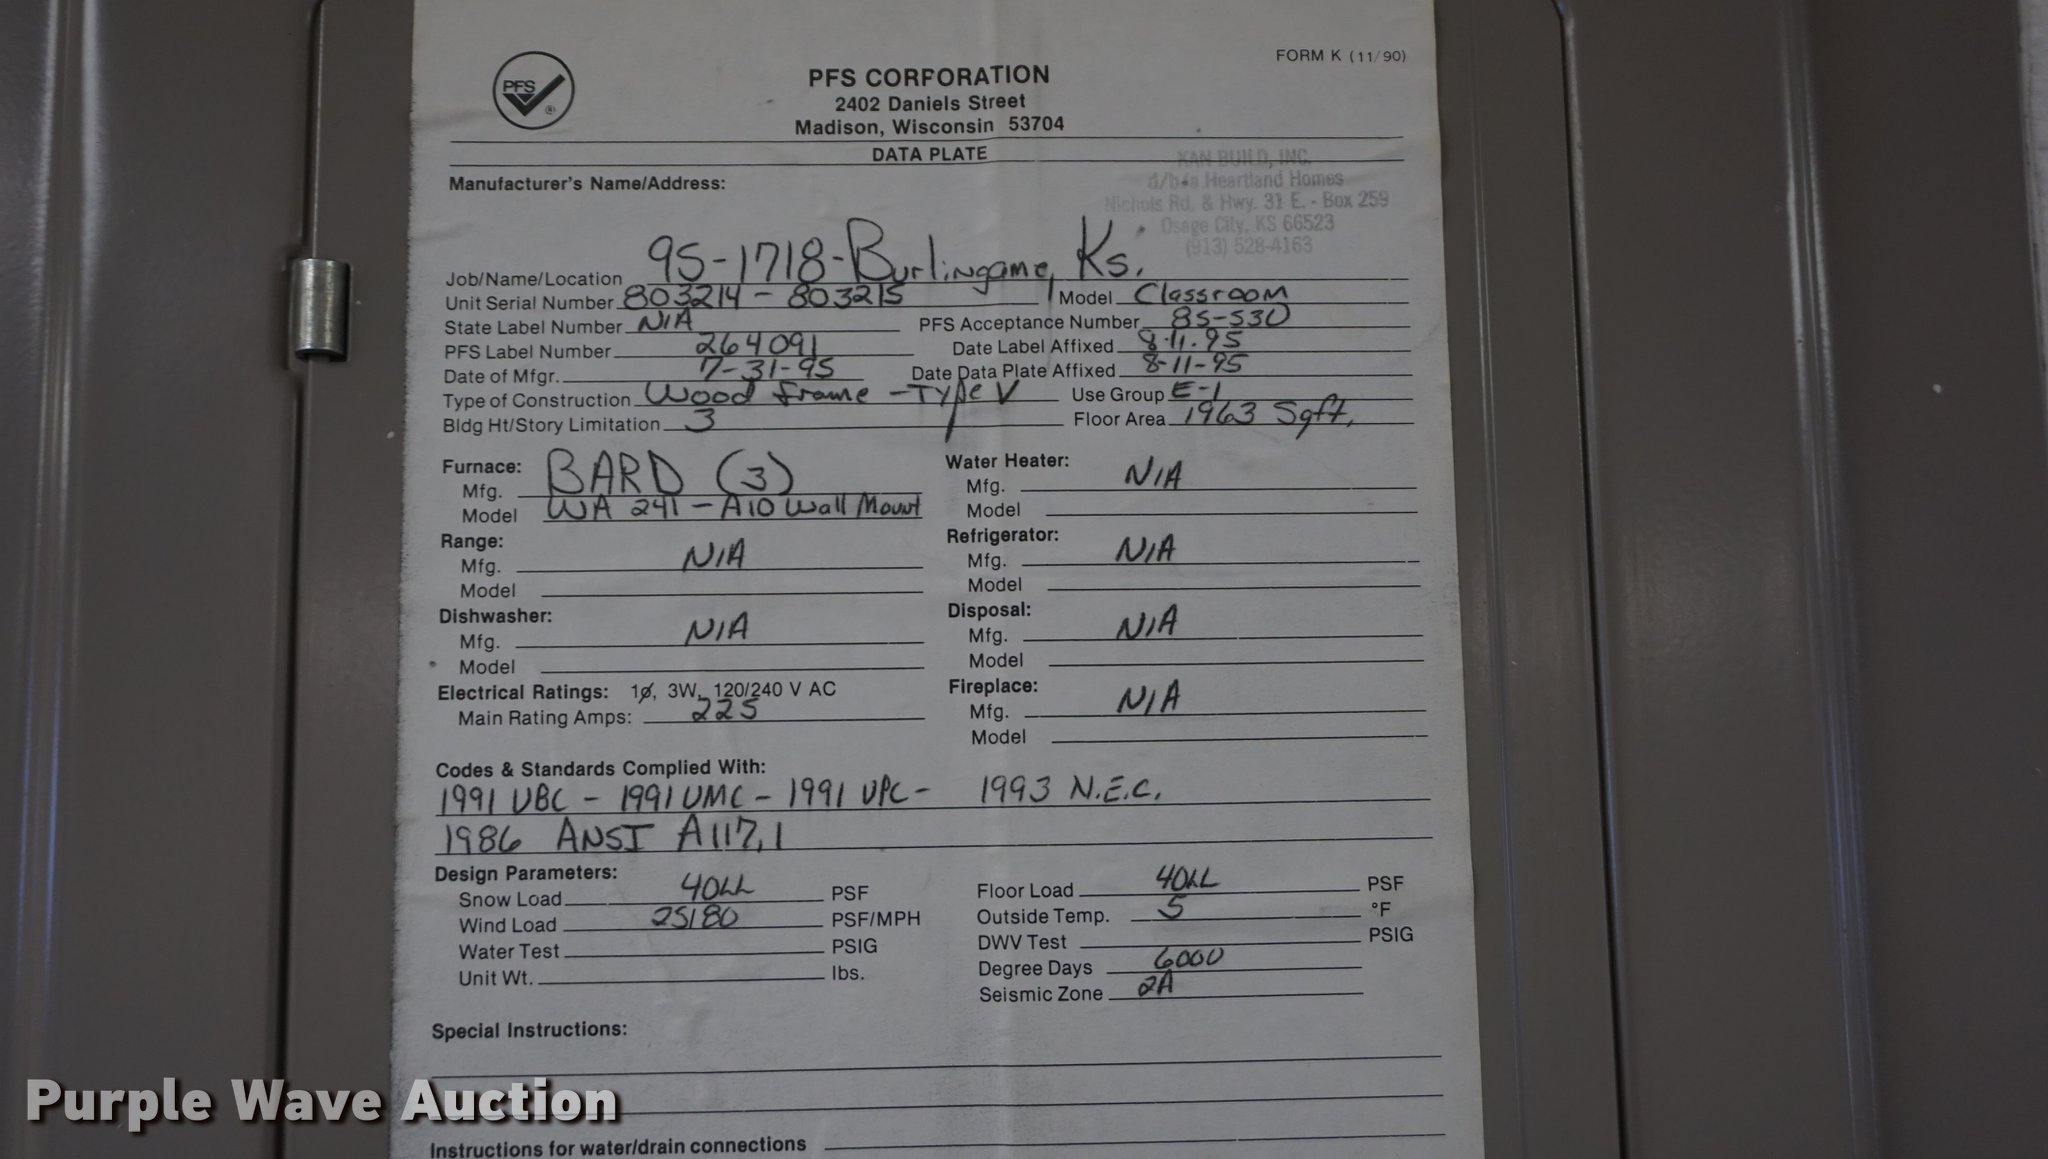 FORM K (11/90)
PFS ®
PFS CORPORATION
2402 Daniels Street
Madison, Wisconsin 53704
DATA PLATE
Manufacturer's Name/Address:
KAN BUILD, INC.
d/b/a Heartland Homes
Nichols Rd. & Hwy. 31 E. - Box 259
Osage City, KS 66523
(913) 528-4163
Job/Name/Location 95-1718-Burlingame, Ks.
Unit Serial Number 803214 - 803215 Model Classroom
State Label Number N/A PFS Acceptance Number 85-530
PFS Label Number 264091 Date Label Affixed 8-11-95
Date of Mfgr. 7-31-95 Date Data Plate Affixed 8-11-95
Type of Construction Wood frame - Type V Use Group E-1
Bldg Ht/Story Limitation 3 Floor Area 1963 Sqft.
Furnace: Water Heater:
Mfg. BARD (3) Mfg. N/A
Model WA 241 - A10 Wall Mount Model
Range: Refrigerator:
Mfg. N/A Mfg. N/A
Model Model
Dishwasher: Disposal:
Mfg. N/A Mfg. N/A
Model Model
Electrical Ratings: 1ø, 3W, 120/240 V AC Fireplace:
Main Rating Amps: 225 Mfg. N/A
Model
Codes & Standards Complied With:
1991 UBC - 1991 UMC - 1991 UPC - 1993 N.E.C.
1986 ANSI A117.1
Design Parameters:
Snow Load 40LL PSF Floor Load 40LL PSF
Wind Load 25/80 PSF/MPH Outside Temp. 5 °F
Water Test PSIG DWV Test PSIG
Unit Wt. lbs. Degree Days 6000
Seismic Zone 2A
Special Instructions:
Instructions for water/drain connections
Purple Wave Auction